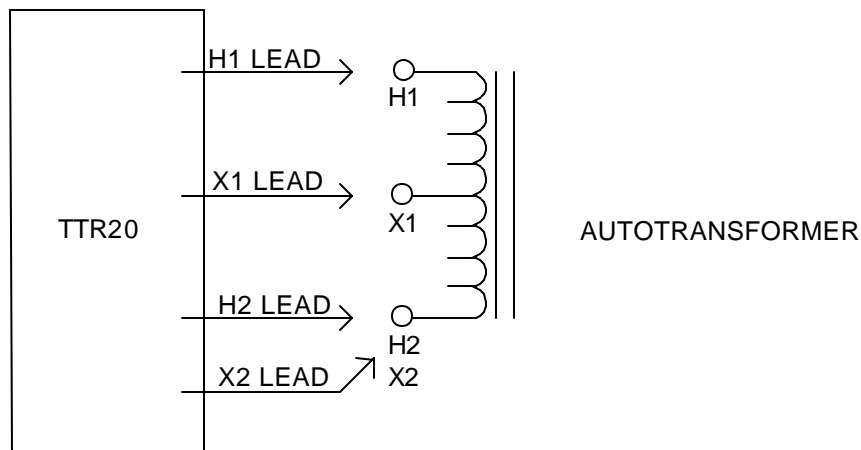 H1 LEAD
H1
X1 LEAD
X1
TTR20
AUTOTRANSFORMER
H2 LEAD
H2
X2 LEAD
X2